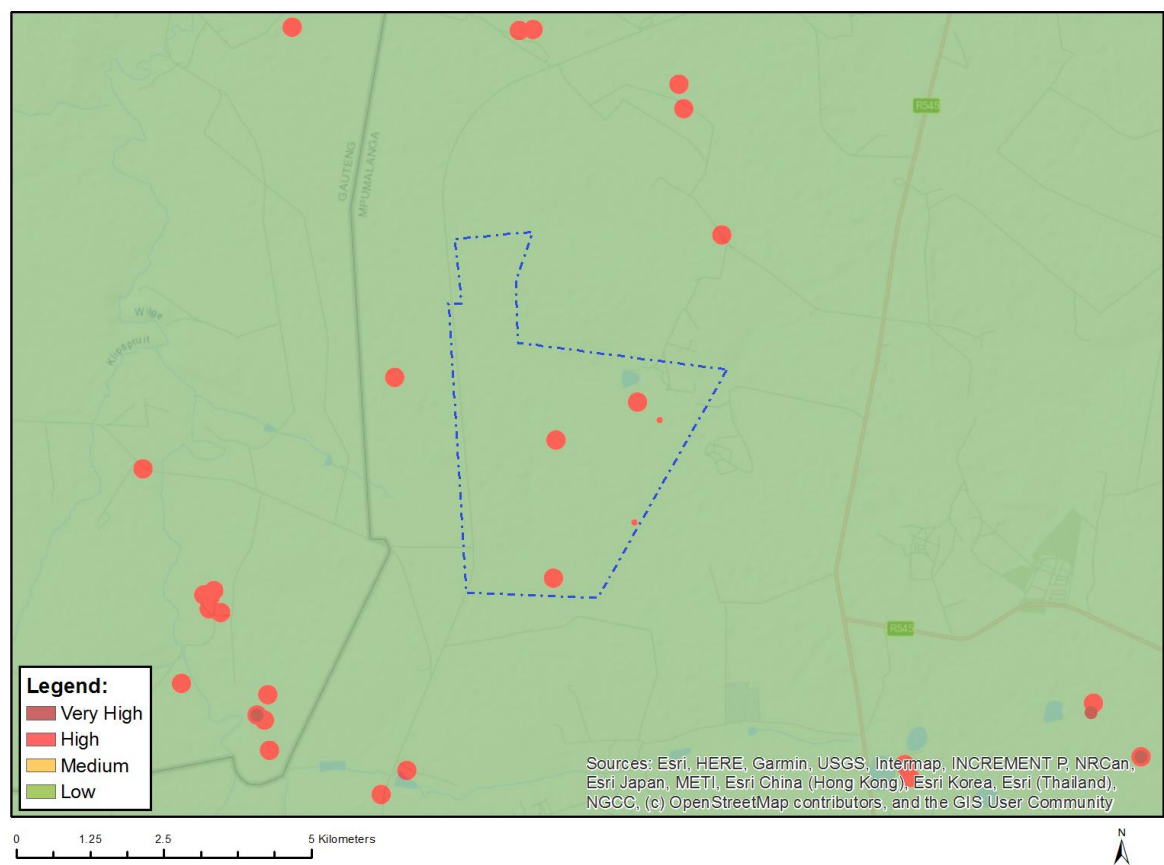 R545
GAUTENG
MPUMALANGA
Wilge
Klipspruit
R545
Legend:
Very High
High
Medium
Low
Sources: Esri, HERE, Garmin, USGS, Intermap, INCREMENT P, NRCan,
Esri Japan, METI, Esri China (Hong Kong), Esri Korea, Esri (Thailand),
NGCC, (c) OpenStreetMap contributors, and the GIS User Community
0 1.25 2.5 5 Kilometers
N